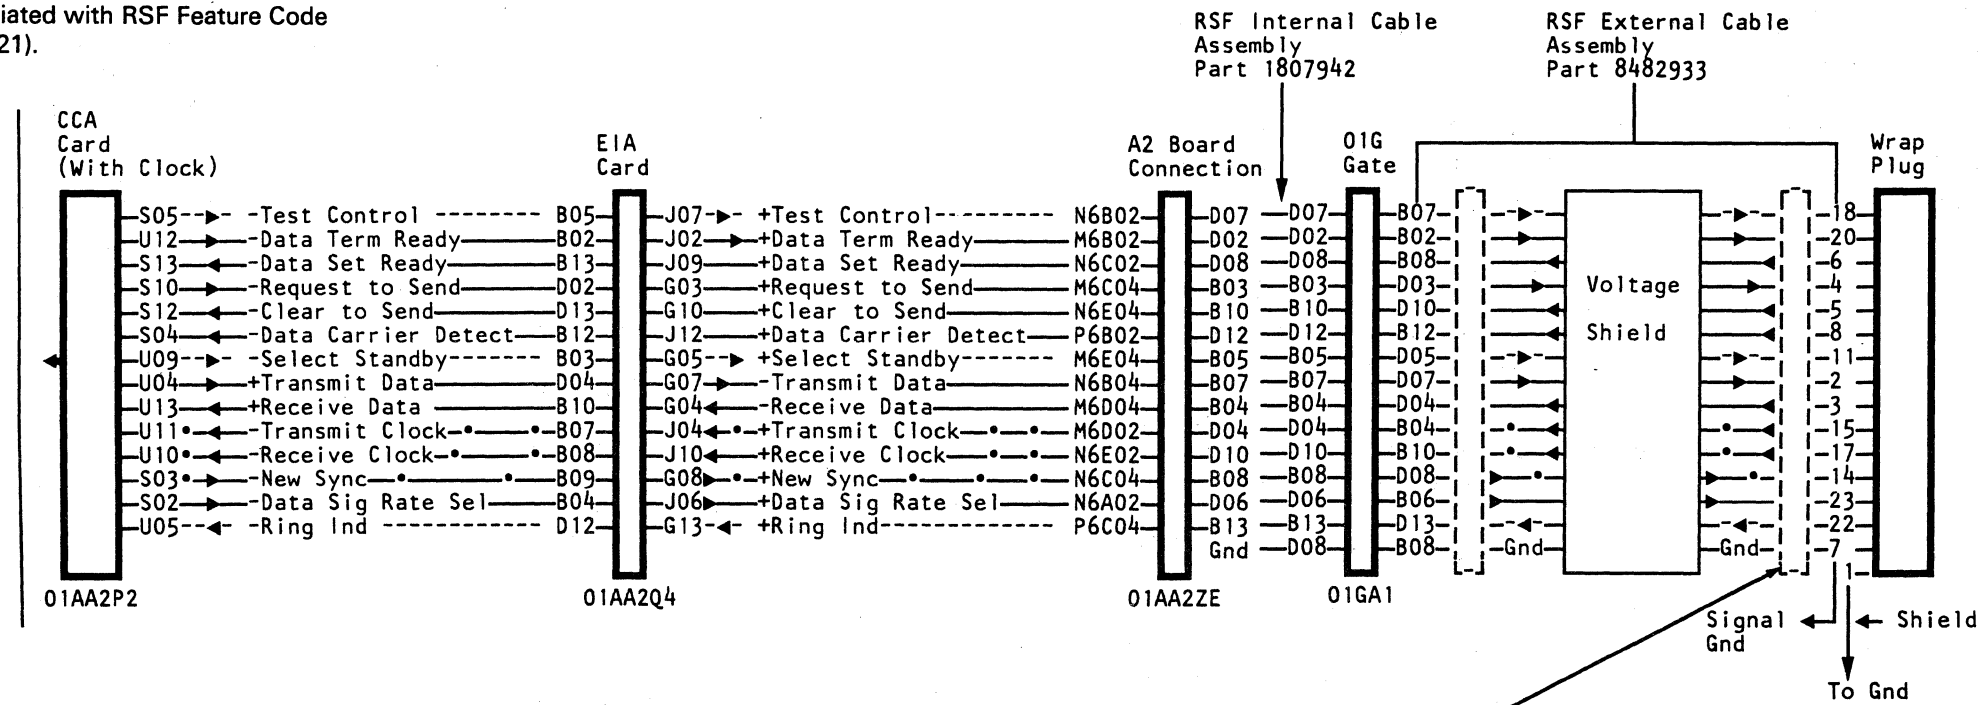 iated with RSF Feature Code
21).
RSF Internal Cable
Assembly
Part 1807942
RSF External Cable
Assembly
Part 8482933
CCA
Card
(With Clock)
EIA
Card
A2 Board
Connection
01G
Gate
Wrap
Plug
S05 -Test Control B05 J07 +Test Control N6B02 D07 D07 B07 18
U12 -Data Term Ready B02 J02 +Data Term Ready M6B02 D02 D02 B02 20
S13 -Data Set Ready B13 J09 +Data Set Ready N6C02 D08 D08 B08 6
S10 -Request to Send D02 G03 +Request to Send M6C04 B03 B03 D03 Voltage 4
S12 -Clear to Send D13 G10 +Clear to Send N6E04 B10 B10 D10 5
S04 -Data Carrier Detect B12 J12 +Data Carrier Detect P6B02 D12 D12 B12 Shield 8
U09 -Select Standby B03 G05 +Select Standby M6E04 B05 B05 D05 11
U04 +Transmit Data D04 G07 -Transmit Data N6B04 B07 B07 D07 2
U13 +Receive Data B10 G04 -Receive Data M6D04 B04 B04 D04 3
U11 -Transmit Clock B07 J04 +Transmit Clock M6D02 D04 D04 B04 15
U10 -Receive Clock B08 J10 +Receive Clock N6E02 D10 D10 B10 17
S03 -New Sync B09 G08 +New Sync N6C04 B08 B08 D08 14
S02 -Data Sig Rate Sel B04 J06 +Data Sig Rate Sel N6A02 D06 D06 B06 23
U05 -Ring Ind D12 G13 +Ring Ind P6C04 B13 B13 D13 22
Gnd D08 B08 Gnd Gnd 7
1
01AA2P2
01AA2Q4
01AA2ZE
01GA1
Signal
Gnd
Shield
To Gnd